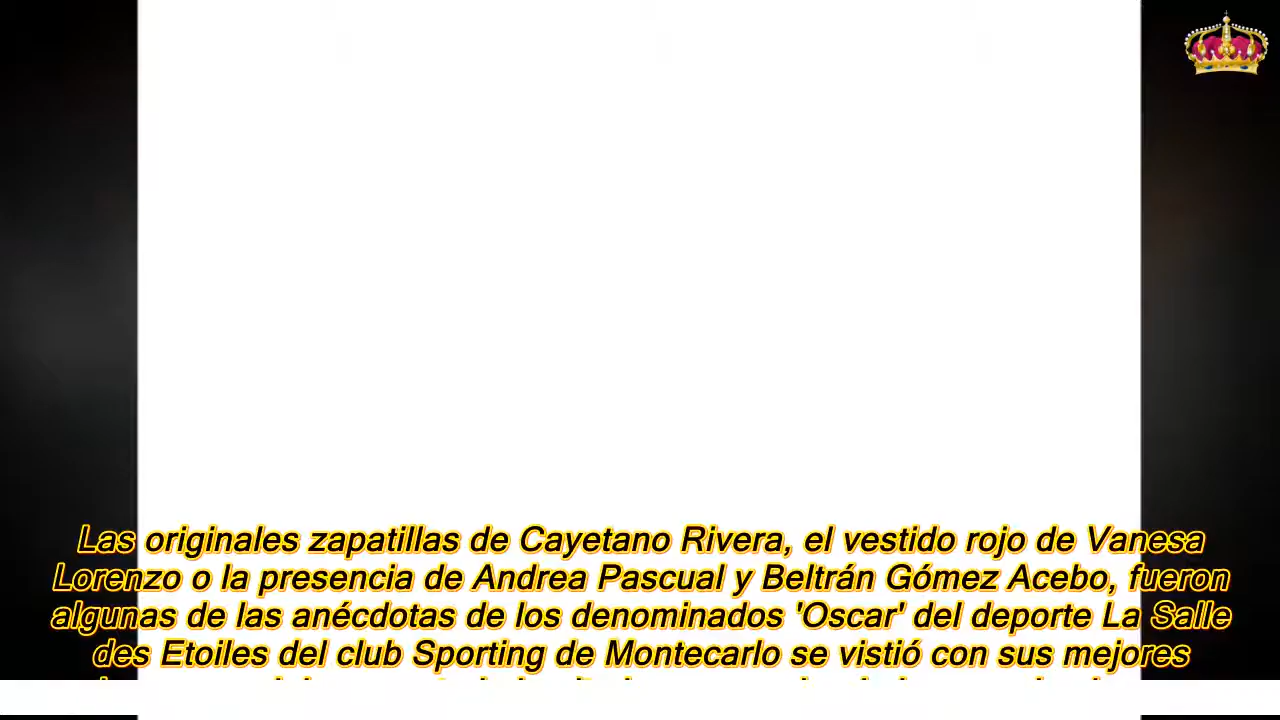 Las originales zapatillas de Cayetano Rivera, el vestido rojo de Vanesa
Lorenzo o la presencia de Andrea Pascual y Beltrán Gómez Acebo, fueron
algunas de las anécdotas de los denominados 'Oscar' del deporte La Salle
des Etoiles del club Sporting de Montecarlo se vistió con sus mejores